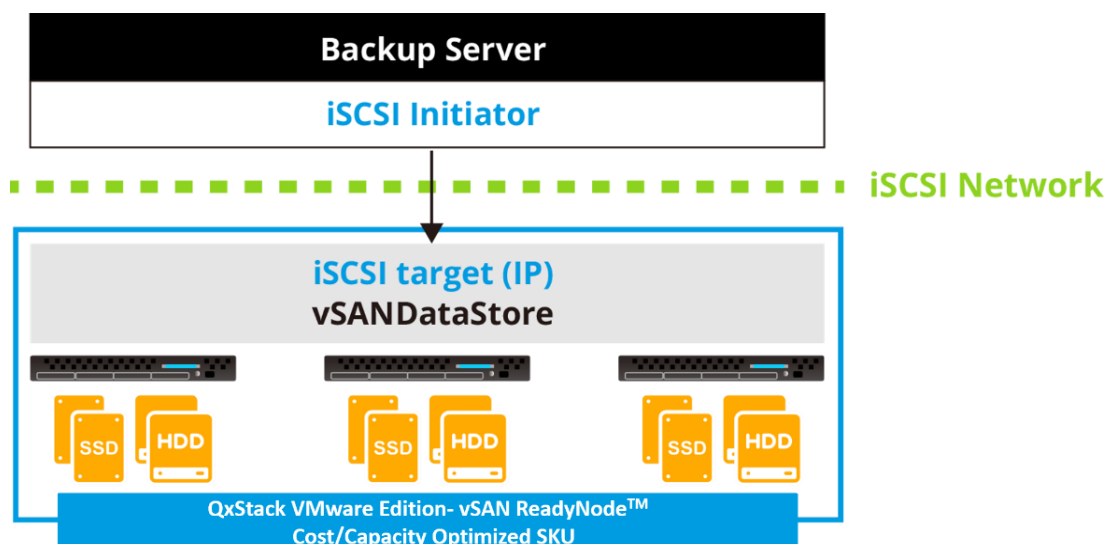 Backup Server
iSCSI Initiator
iSCSI Network
iSCSI target (IP)
vSANDataStore
SSD HDD SSD HDD SSD HDD
QxStack VMware Edition- vSAN ReadyNode™
Cost/Capacity Optimized SKU